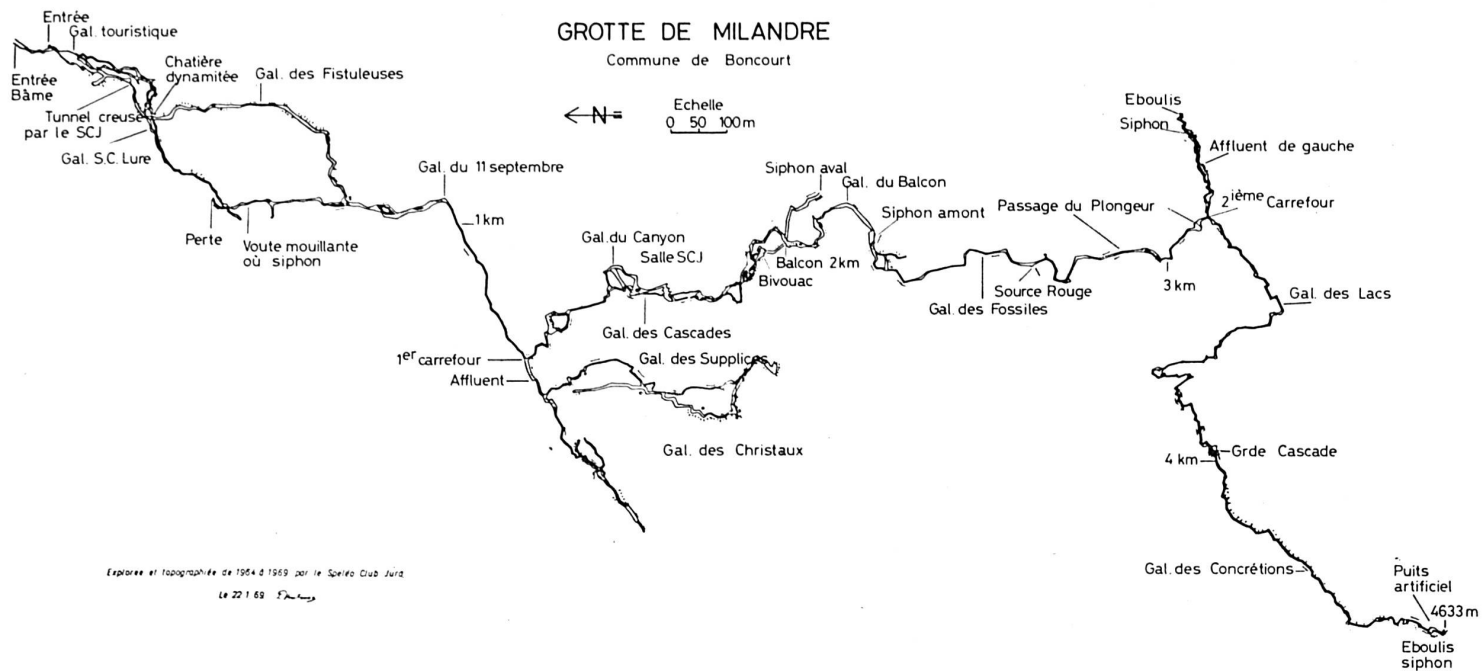 GROTTE DE MILANDRE
Commune de Boncourt
N
Echelle
0 50 100m
Entrée
Gal. touristique
Entrée
Bâme
Chatière
dynamitée
Tunnel creusé
par le SCJ
Gal. S.C. Lure
Gal. des Fistuleuses
Perte
Voute mouillante
où siphon
Gal. du 11 septembre
1km
1er carrefour
Affluent
Gal. du Canyon
Salle SCJ
Gal. des Cascades
Gal. des Supplices
Gal. des Christaux
Siphon aval
Gal. du Balcon
Balcon 2km
Bivouac
Siphon amont
Gal. des Fossiles
Source Rouge
Passage du Plongeur
3 km
Eboulis
Siphon
Affluent de gauche
2ième Carrefour
Gal. des Lacs
Grde Cascade
4 km
Gal. des Concrétions
Puits
artificiel
4633 m
Eboulis
siphon
Explorée et topographiée de 1964 à 1969 par le Speléo Club Jura
Le 22 1 69